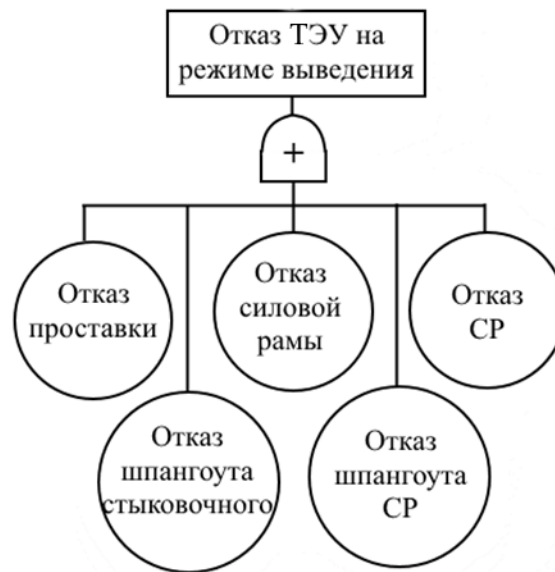 Отказ ТЭУ на
режиме выведения
+
Отказ
проставки
Отказ
силовой
рамы
Отказ
СР
Отказ
шпангоута
стыковочного
Отказ
шпангоута
СР